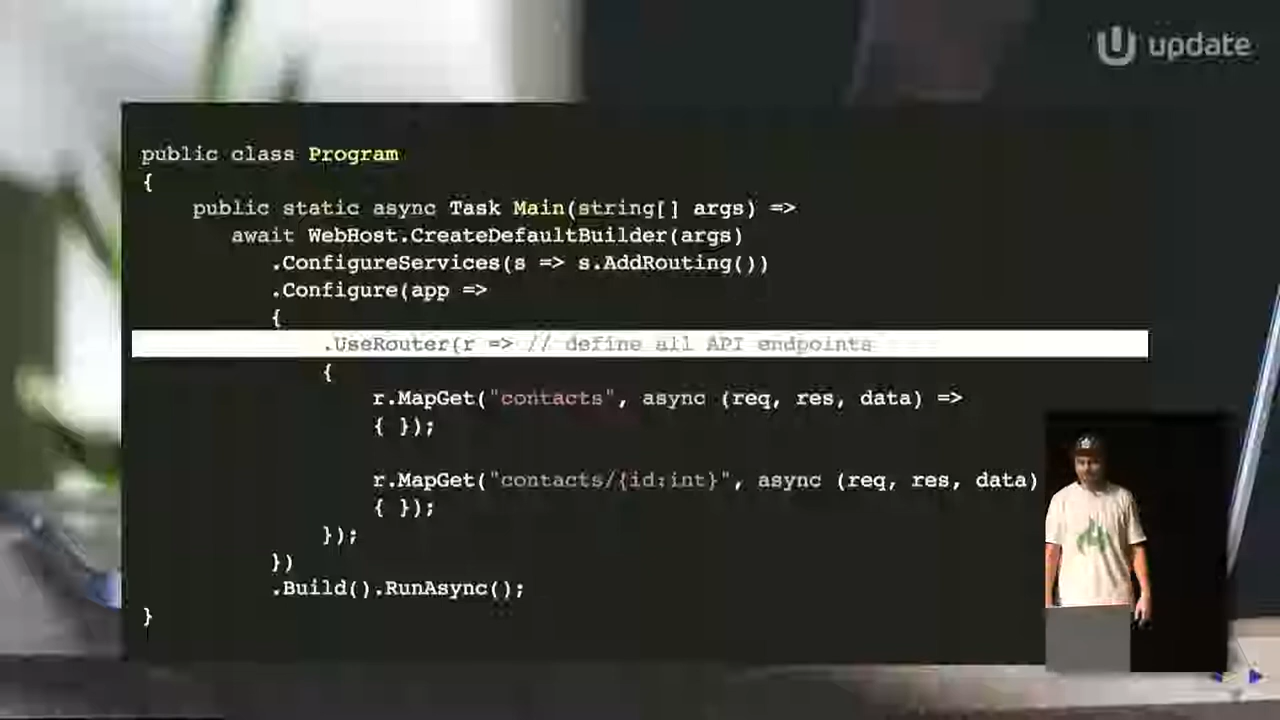 update
public class Program
{
public static async Task Main(string[] args) =>
await WebHost.CreateDefaultBuilder(args)
.ConfigureServices(s => s.AddRouting())
.Configure(app =>
{
.UseRouter(r => // define all API endpoints
{
r.MapGet("contacts", async (req, res, data) =>
{ });
r.MapGet("contacts/{id:int}", async (req, res, data)
{ });
});
})
.Build().RunAsync();
}